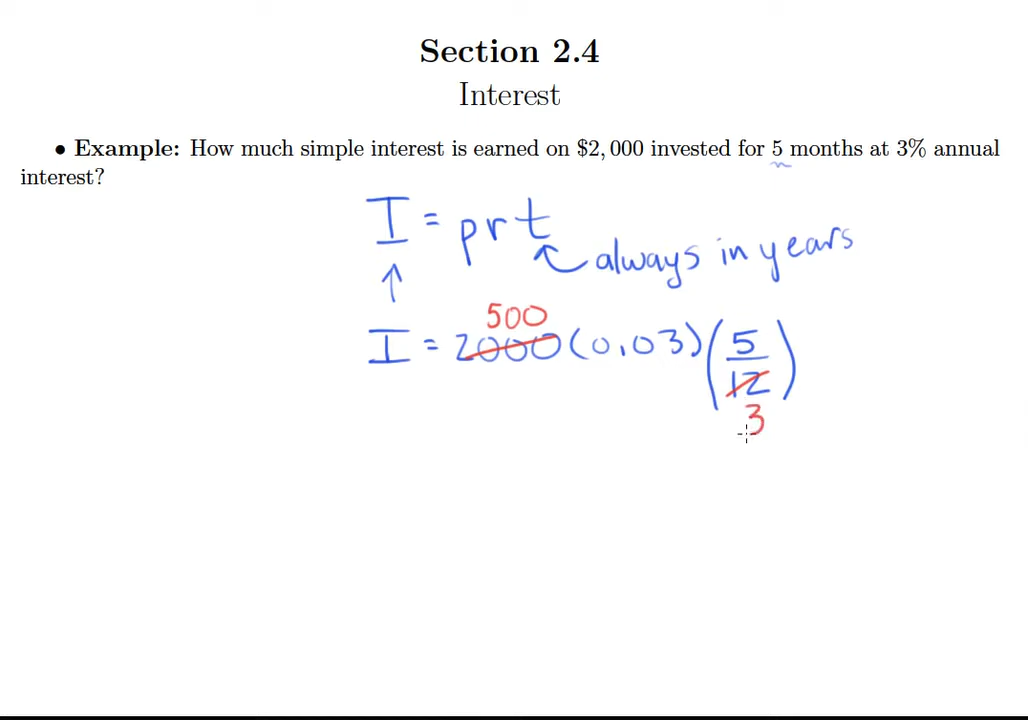 Section 2.4
Interest
• Example: How much simple interest is earned on $2,000 invested for 5 months at 3% annual
interest?
I = prt
always in years
500
I = 2000(0.03)(5/12)
3